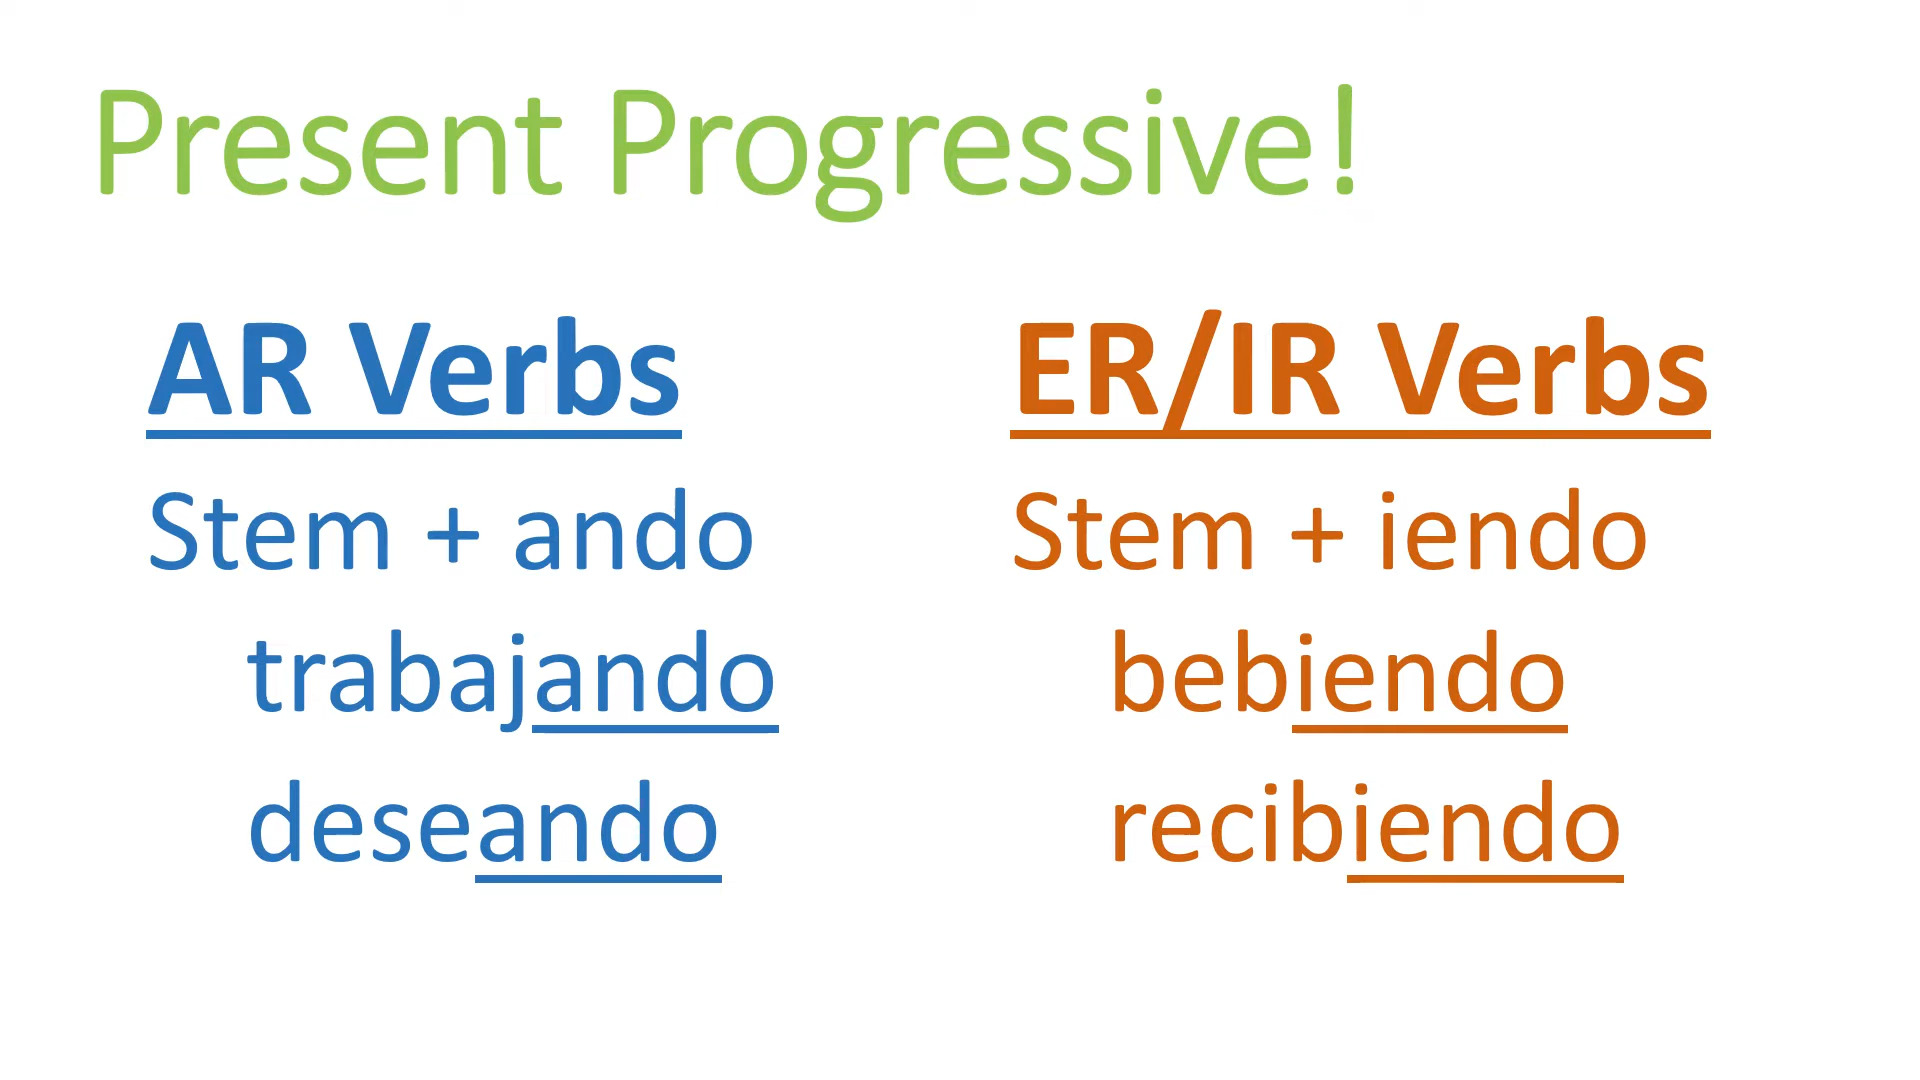 Present Progressive!
AR Verbs
Stem + ando
trabajando
deseando
ER/IR Verbs
Stem + iendo
bebiendo
recibiendo